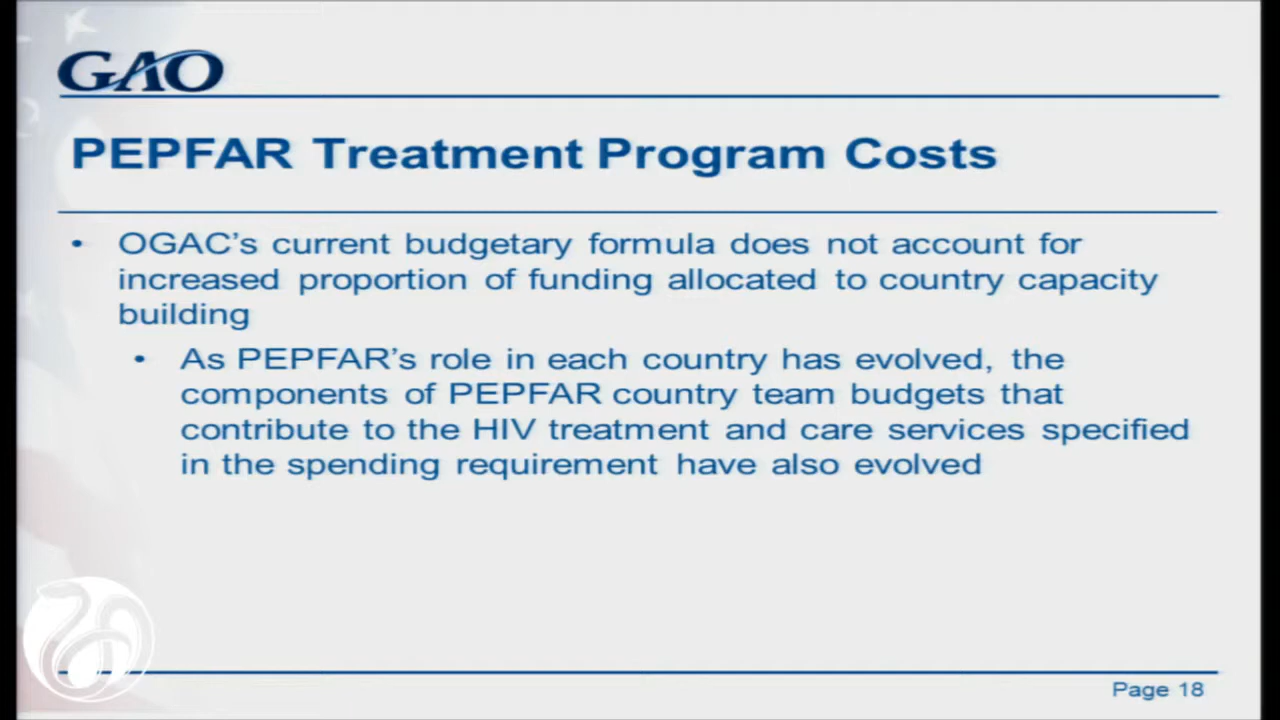 GAO
PEPFAR Treatment Program Costs
• OGAC's current budgetary formula does not account for
increased proportion of funding allocated to country capacity
building
• As PEPFAR's role in each country has evolved, the
components of PEPFAR country team budgets that
contribute to the HIV treatment and care services specified
in the spending requirement have also evolved
Page 18